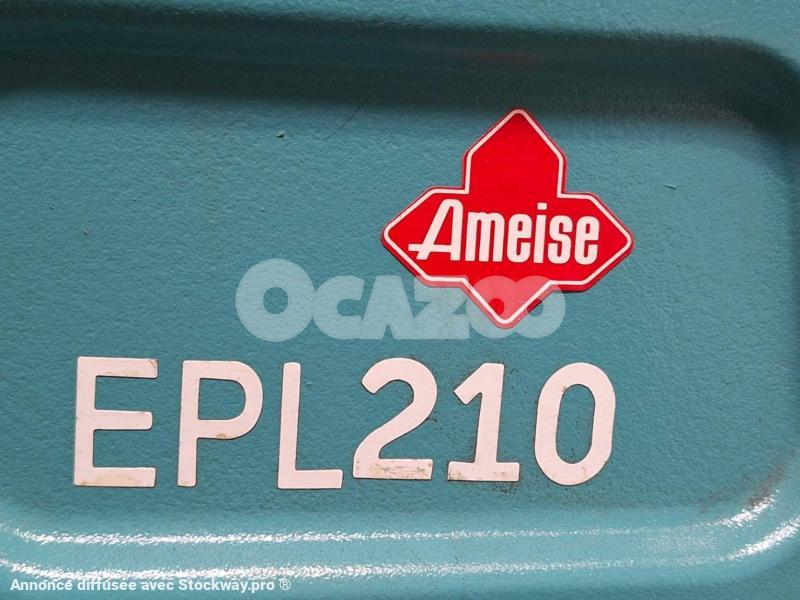 Ameise
OCAZOO
EPL210
Annonce diffusée avec Stockway.pro ®